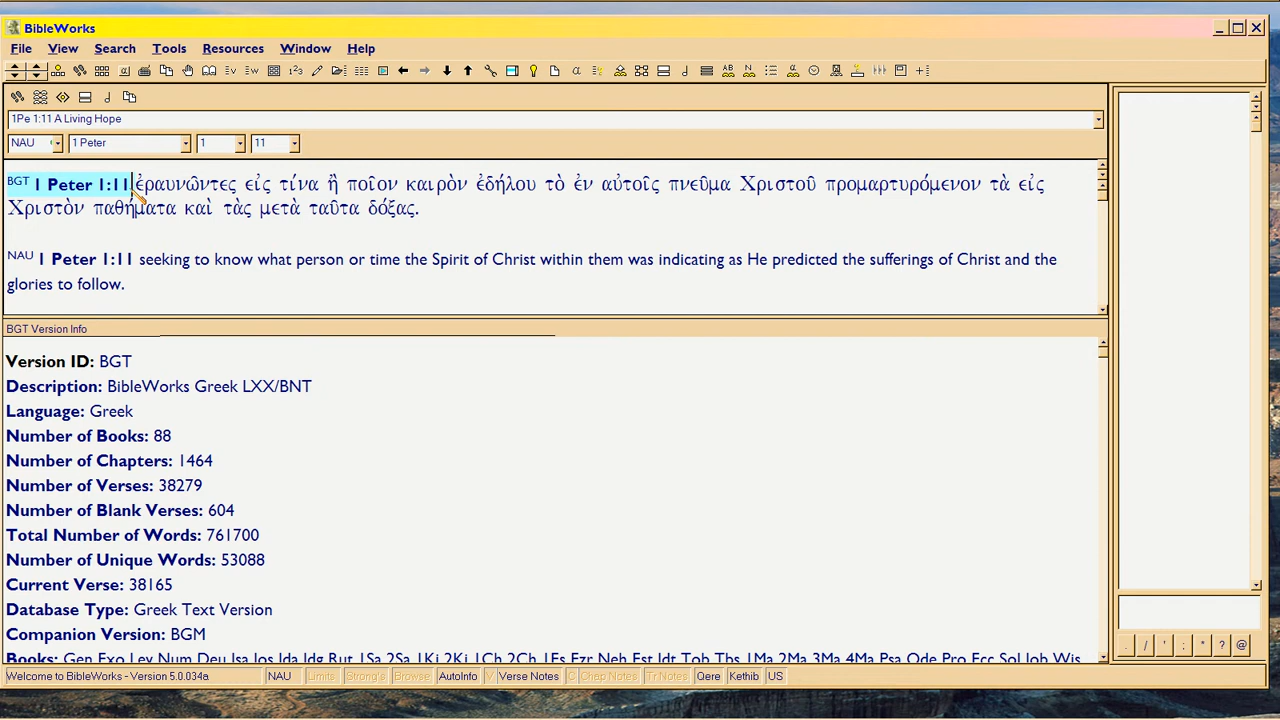 BibleWorks
File View Search Tools Resources Window Help
1Pe 1:11 A Living Hope
NAU 1 Peter 1 11
BGT 1 Peter 1:11 ἐραυνῶντες εἰς τίνα ἢ ποῖον καιρὸν ἐδήλου τὸ ἐν αὐτοῖς πνεῦμα Χριστοῦ προμαρτυρόμενον τὰ εἰς
Χριστὸν παθήματα καὶ τὰς μετὰ ταῦτα δόξας.
NAU 1 Peter 1:11 seeking to know what person or time the Spirit of Christ within them was indicating as He predicted the sufferings of Christ and the
glories to follow.
BGT Version Info
Version ID: BGT
Description: BibleWorks Greek LXX/BNT
Language: Greek
Number of Books: 88
Number of Chapters: 1464
Number of Verses: 38279
Number of Blank Verses: 604
Total Number of Words: 761700
Number of Unique Words: 53088
Current Verse: 38165
Database Type: Greek Text Version
Companion Version: BGM
Books: Gen Exo Lev Num Deu Jsa Jos Jda Jdg Rut 1Sa 2Sa 1Ki 2Ki 1Ch 2Ch 1Es Ezr Neh Est Jdt Tob Tbs 1Ma 2Ma 3Ma 4Ma Psa Ode Pro Ecc Sol Job Wis
. / ' ; * ? @
Welcome to BibleWorks - Version 5.0.034a NAU Limits Strong's Browse AutoInfo V Verse Notes C Chap Notes Tr Notes Qere Kethib US